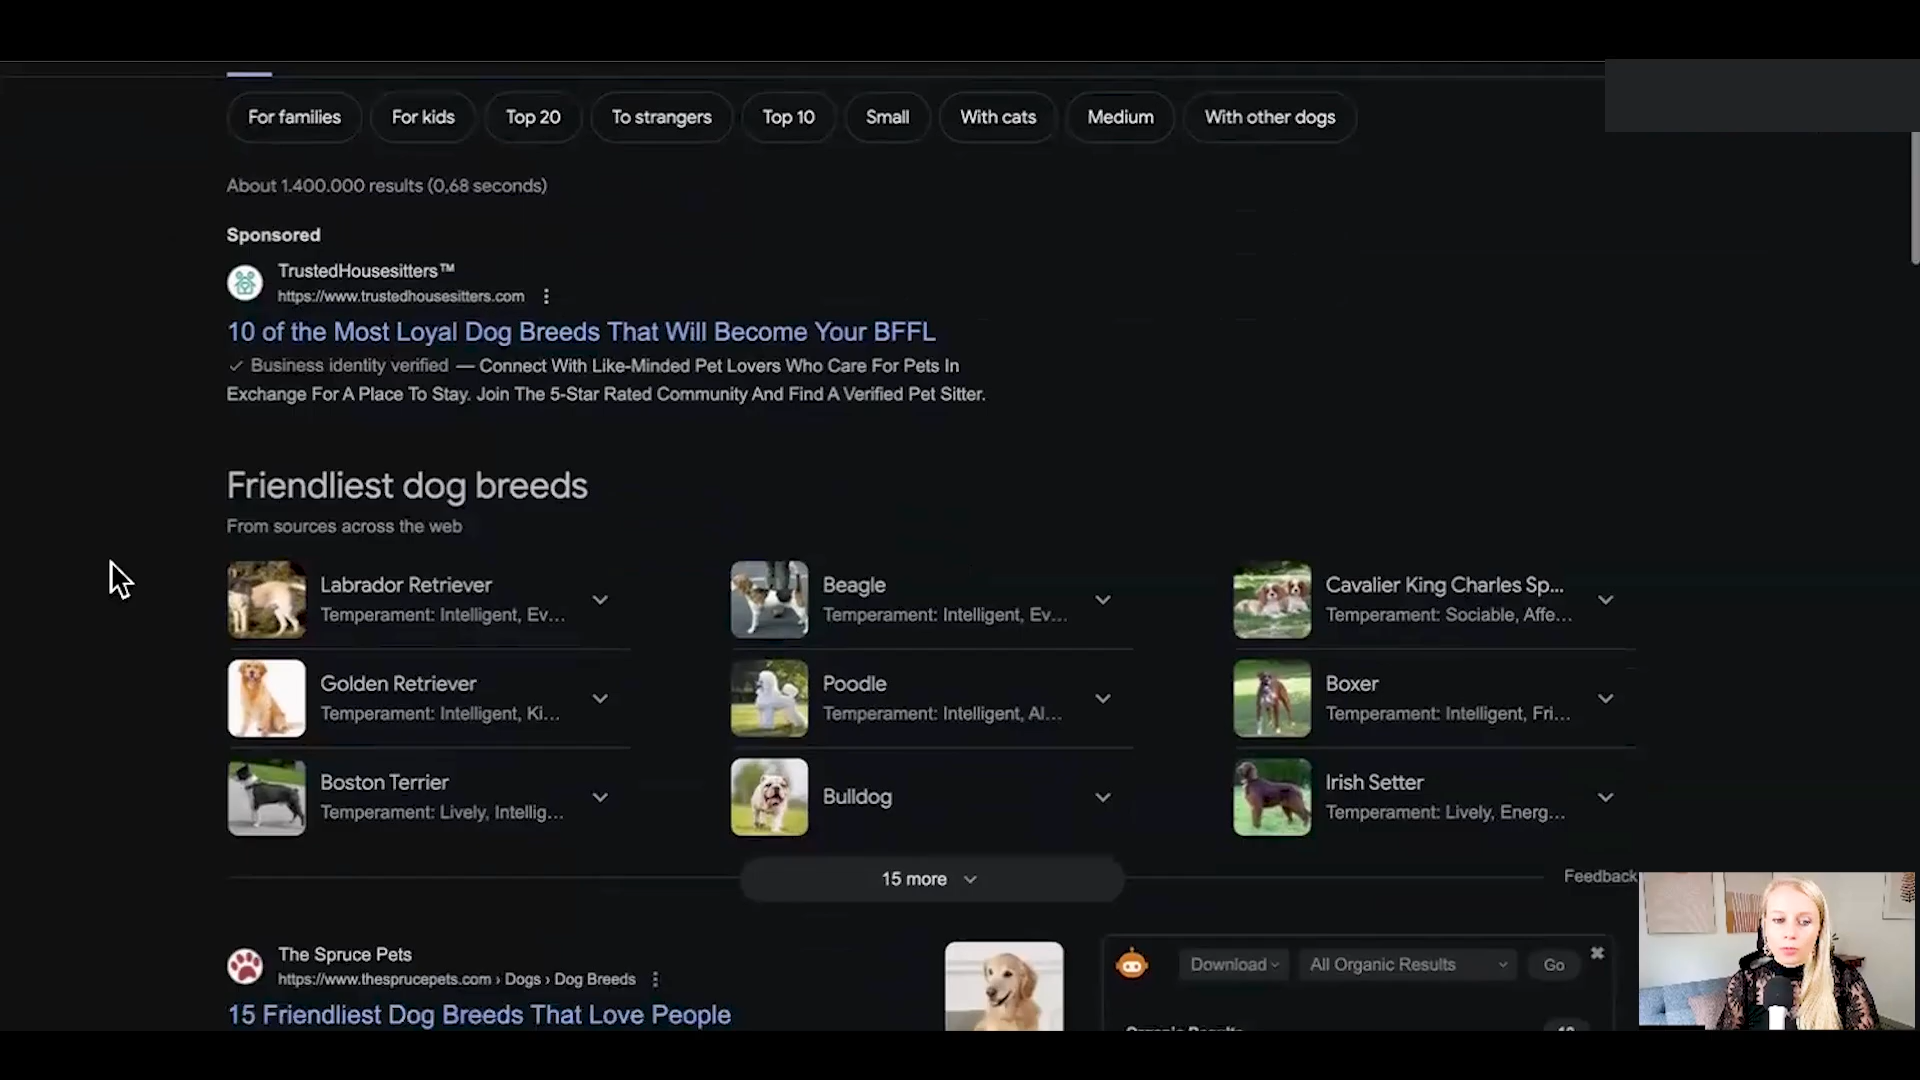 For families
For kids
Top 20
To strangers
Top 10
Small
With cats
Medium
With other dogs
About 1.400.000 results (0,68 seconds)
Sponsored
TrustedHousesitters™
https://www.trustedhousesitters.com
10 of the Most Loyal Dog Breeds That Will Become Your BFFL
✓ Business identity verified — Connect With Like-Minded Pet Lovers Who Care For Pets In
Exchange For A Place To Stay. Join The 5-Star Rated Community And Find A Verified Pet Sitter.
Friendliest dog breeds
From sources across the web
Labrador Retriever
Temperament: Intelligent, Ev...
Beagle
Temperament: Intelligent, Ev...
Cavalier King Charles Sp...
Temperament: Sociable, Affe...
Golden Retriever
Temperament: Intelligent, Ki...
Poodle
Temperament: Intelligent, Al...
Boxer
Temperament: Intelligent, Fri...
Boston Terrier
Temperament: Lively, Intellig...
Bulldog
Irish Setter
Temperament: Lively, Energ...
15 more
Feedback
The Spruce Pets
https://www.thesprucepets.com › Dogs › Dog Breeds
15 Friendliest Dog Breeds That Love People
Download
All Organic Results
Go
Organic Results